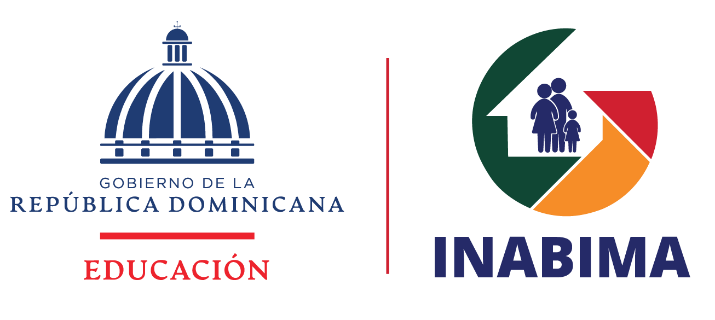 GOBIERNO DE LA
REPÚBLICA DOMINICANA
EDUCACIÓN
INABIMA